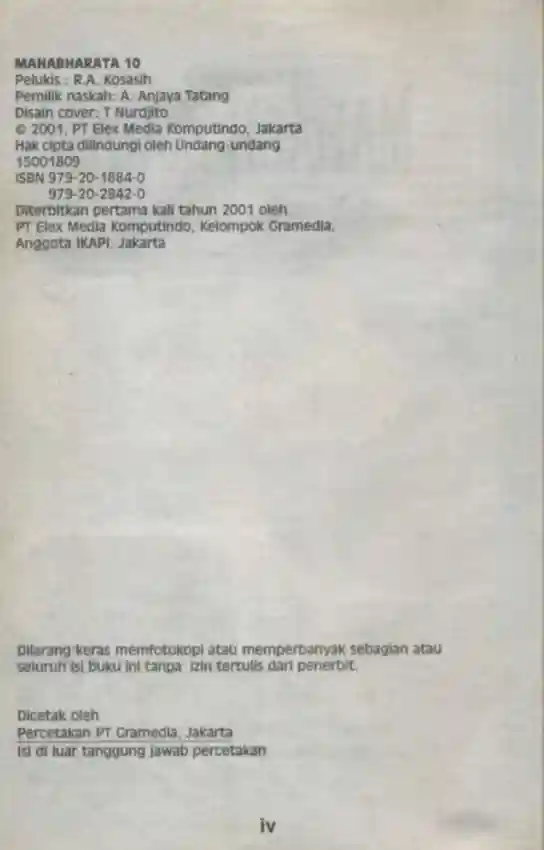 MAHABHARATA 10
Pelukis : R.A. Kosasih
Pemilik naskah: A. Anjaya Tatang
Disain cover: T Nurdjito
© 2001, PT Elex Media Komputindo, Jakarta
Hak cipta dilindungi oleh Undang-undang
15001809
ISBN 979-20-1884-0
979-20-2942-0
Diterbitkan pertama kali tahun 2001 oleh
PT Elex Media Komputindo, Kelompok Gramedia,
Anggota IKAPI, Jakarta
Dilarang keras memfotukopi atau memperbanyak sebagian atau
seluruh isi buku ini tanpa izin tertulis dari penerbit.
Dicetak oleh
Percetakan PT Gramedia, Jakarta
Isi di luar tanggung jawab percetakan
iv